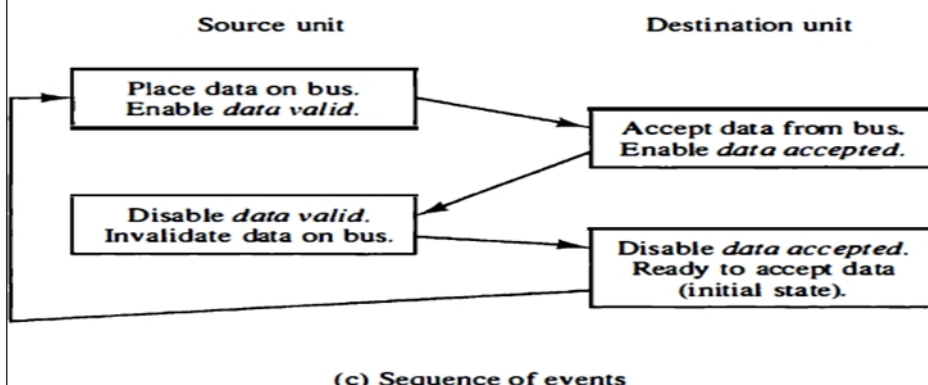 Source unit
Destination unit
Place data on bus.
Enable data valid.
Accept data from bus.
Enable data accepted.
Disable data valid.
Invalidate data on bus.
Disable data accepted.
Ready to accept data
(initial state).
(c) Sequence of events